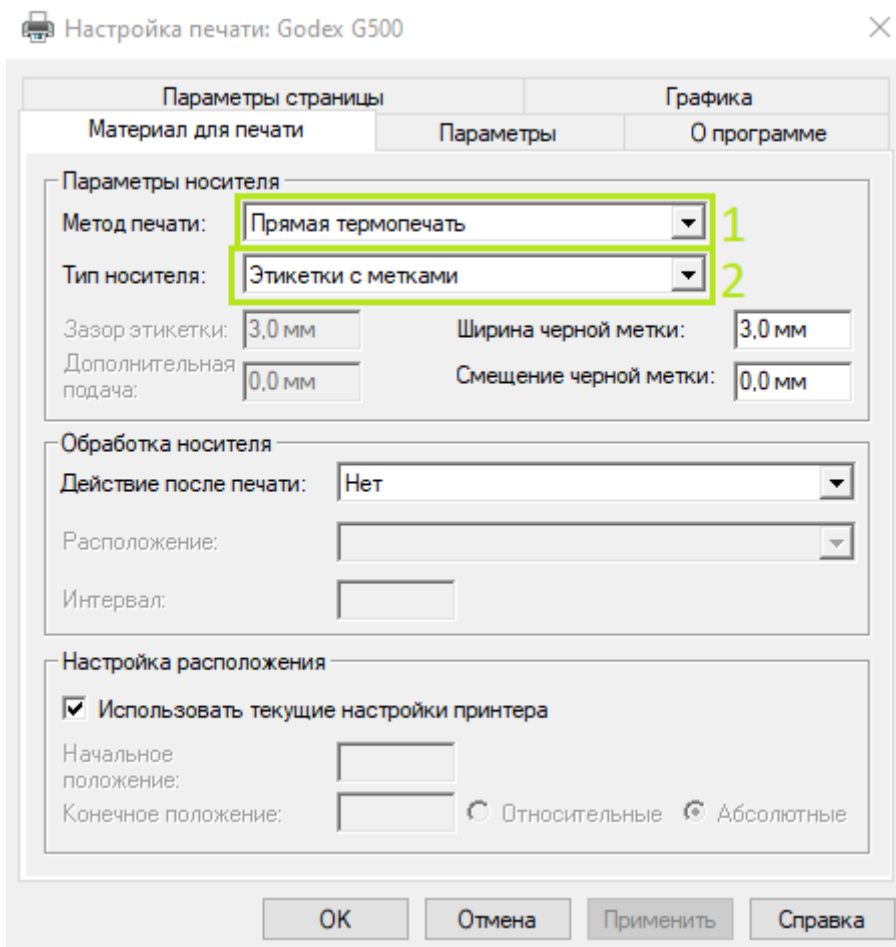 Настройка печати: Godex G500
Параметры страницы Графика
Материал для печати Параметры О программе
Параметры носителя
Метод печати: Прямая термопечать 1
Тип носителя: Этикетки с метками 2
Зазор этикетки: 3,0 мм Ширина черной метки: 3,0 мм
Дополнительная подача: 0,0 мм Смещение черной метки: 0,0 мм
Обработка носителя
Действие после печати: Нет
Расположение:
Интервал:
Настройка расположения
Использовать текущие настройки принтера
Начальное
положение:
Конечное положение: Относительные Абсолютные
OK Отмена Применить Справка